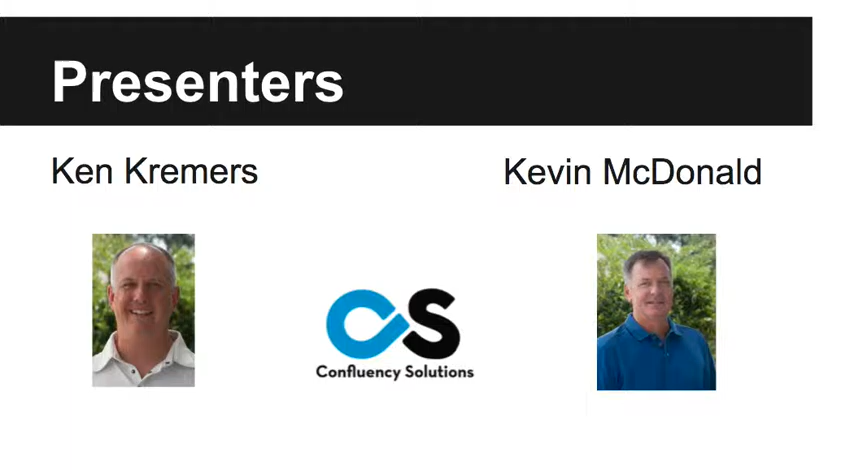 Presenters
Ken Kremers
Kevin McDonald
CS
Confluency Solutions